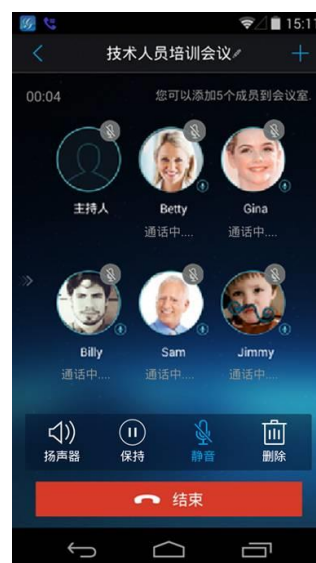 15:11
技术人员培训会议
00:04
您可以添加5个成员到会议室.
主持人
Betty
Gina
通话中....
通话中....
Billy
Sam
Jimmy
通话中....
通话中....
通话中....
扬声器
保持
静音
删除
结束